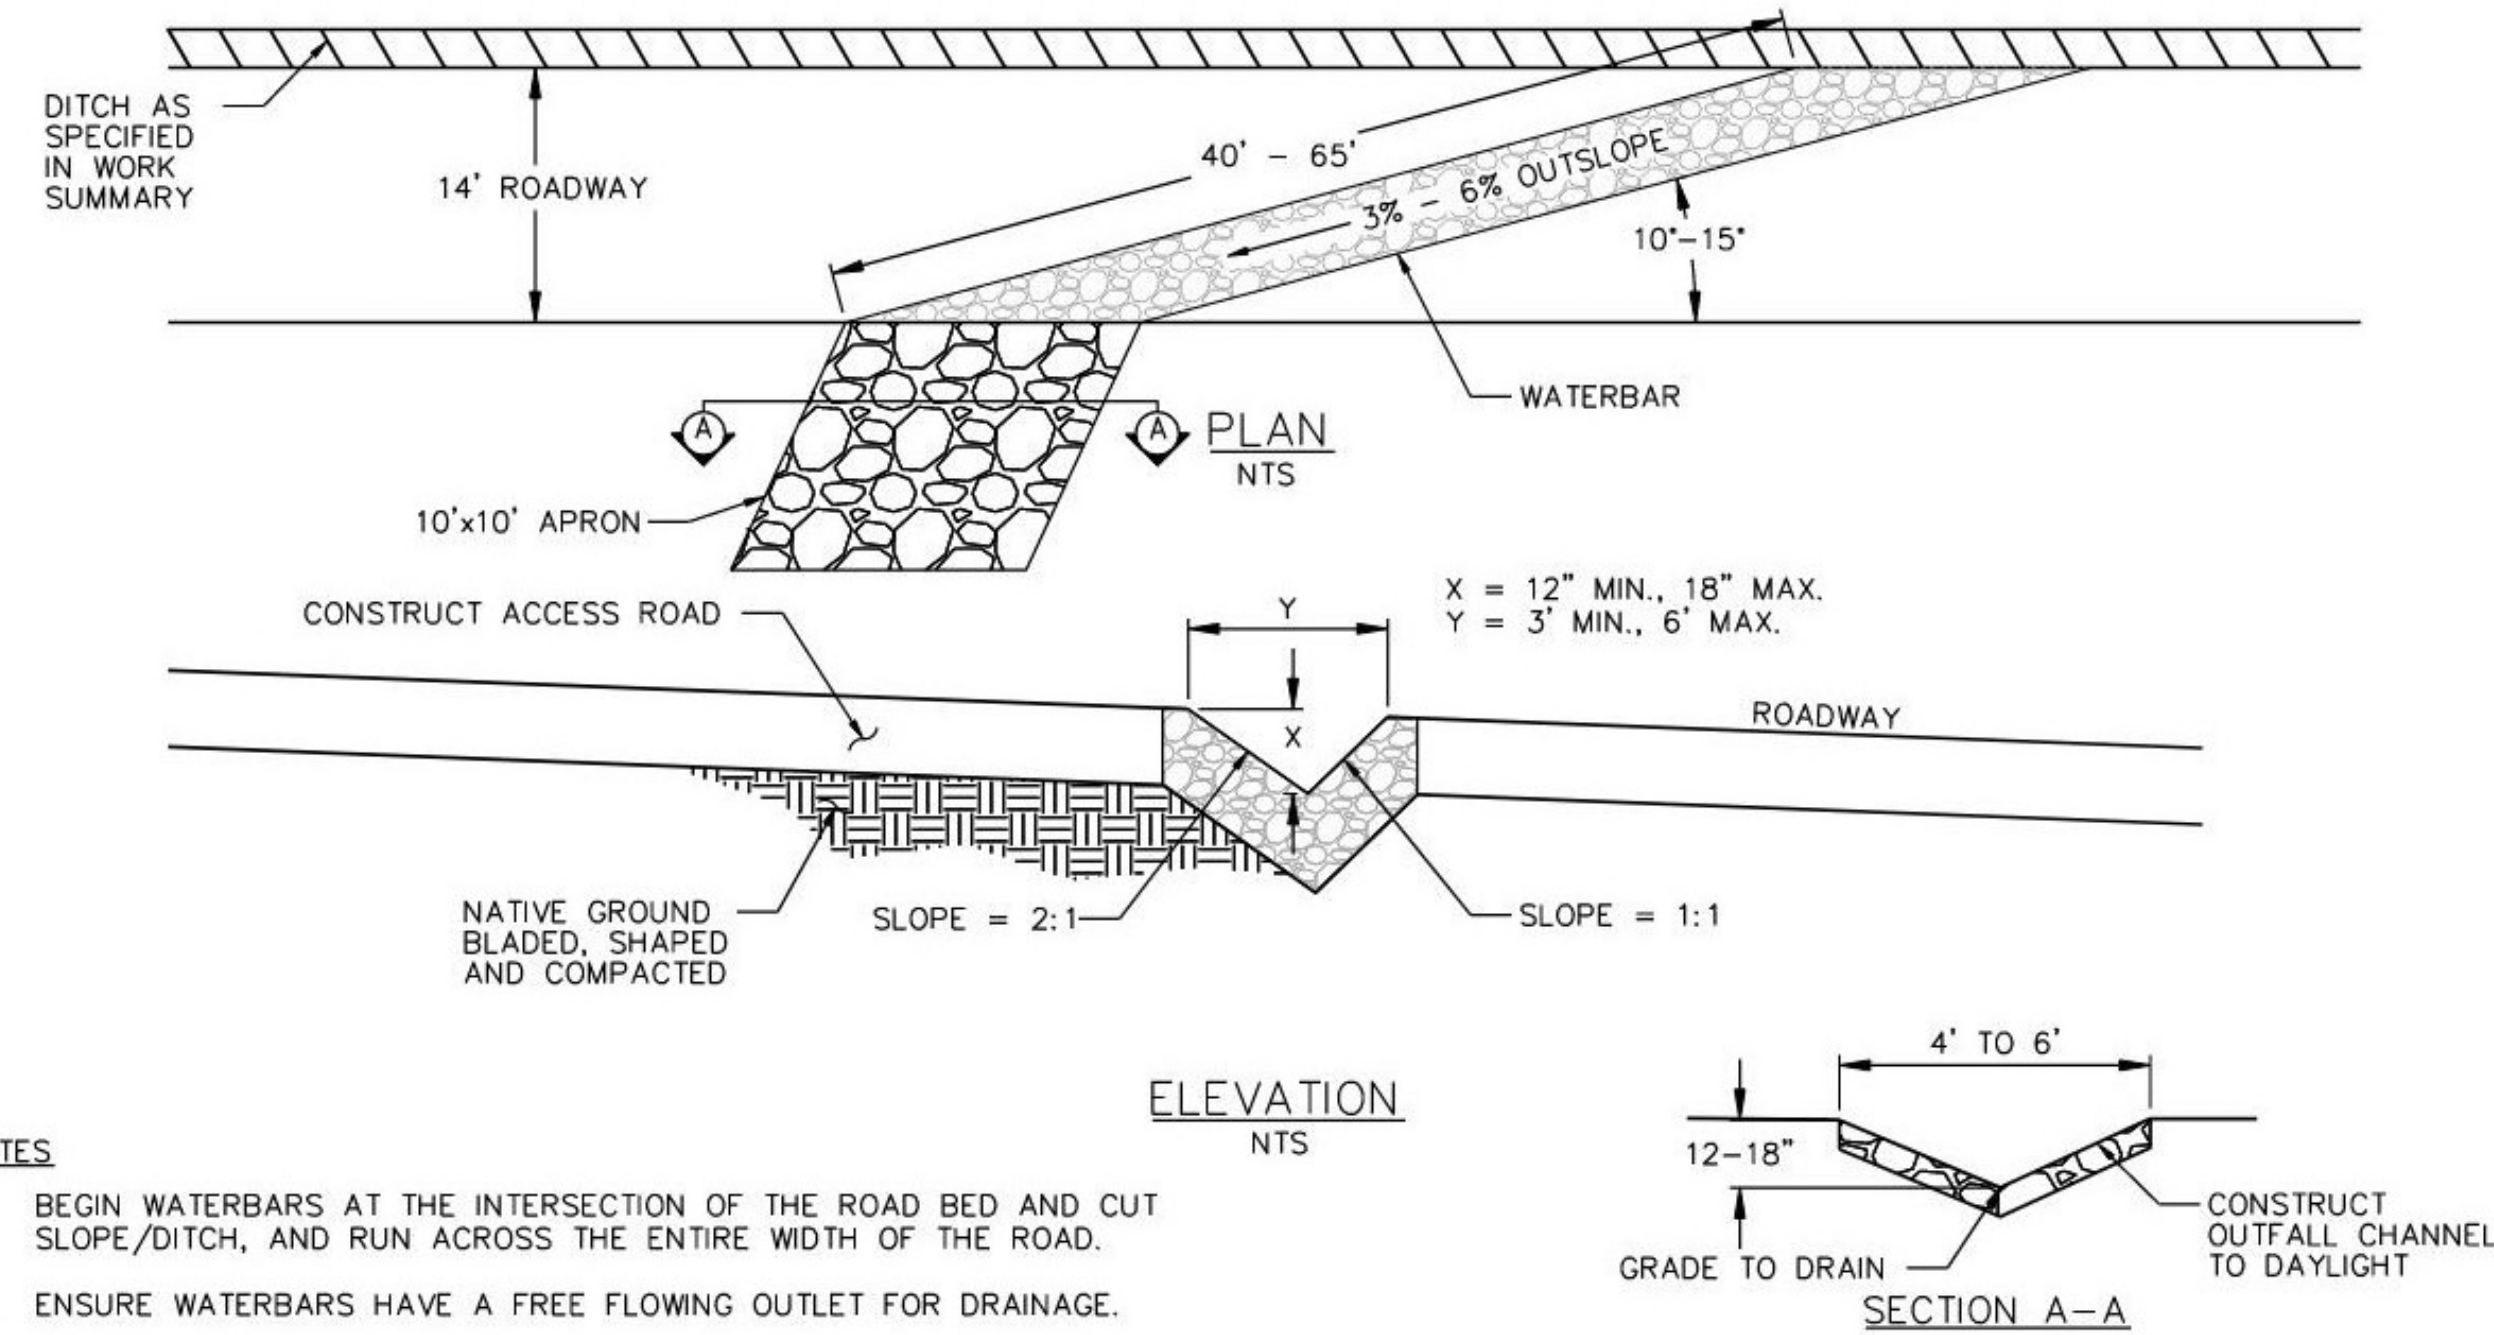 DITCH AS
SPECIFIED
IN WORK
SUMMARY
14' ROADWAY
40' - 65'
3% - 6% OUTSLOPE
10°-15°
WATERBAR
A
A
PLAN
NTS
10'x10' APRON
CONSTRUCT ACCESS ROAD
Y
X = 12" MIN., 18" MAX.
Y = 3' MIN., 6' MAX.
X
ROADWAY
NATIVE GROUND
BLADED, SHAPED
AND COMPACTED
SLOPE = 2:1
SLOPE = 1:1
ELEVATION
NTS
4' TO 6'
12-18"
GRADE TO DRAIN
CONSTRUCT
OUTFALL CHANNEL
TO DAYLIGHT
SECTION A-A
TES
BEGIN WATERBARS AT THE INTERSECTION OF THE ROAD BED AND CUT
SLOPE/DITCH, AND RUN ACROSS THE ENTIRE WIDTH OF THE ROAD.
ENSURE WATERBARS HAVE A FREE FLOWING OUTLET FOR DRAINAGE.